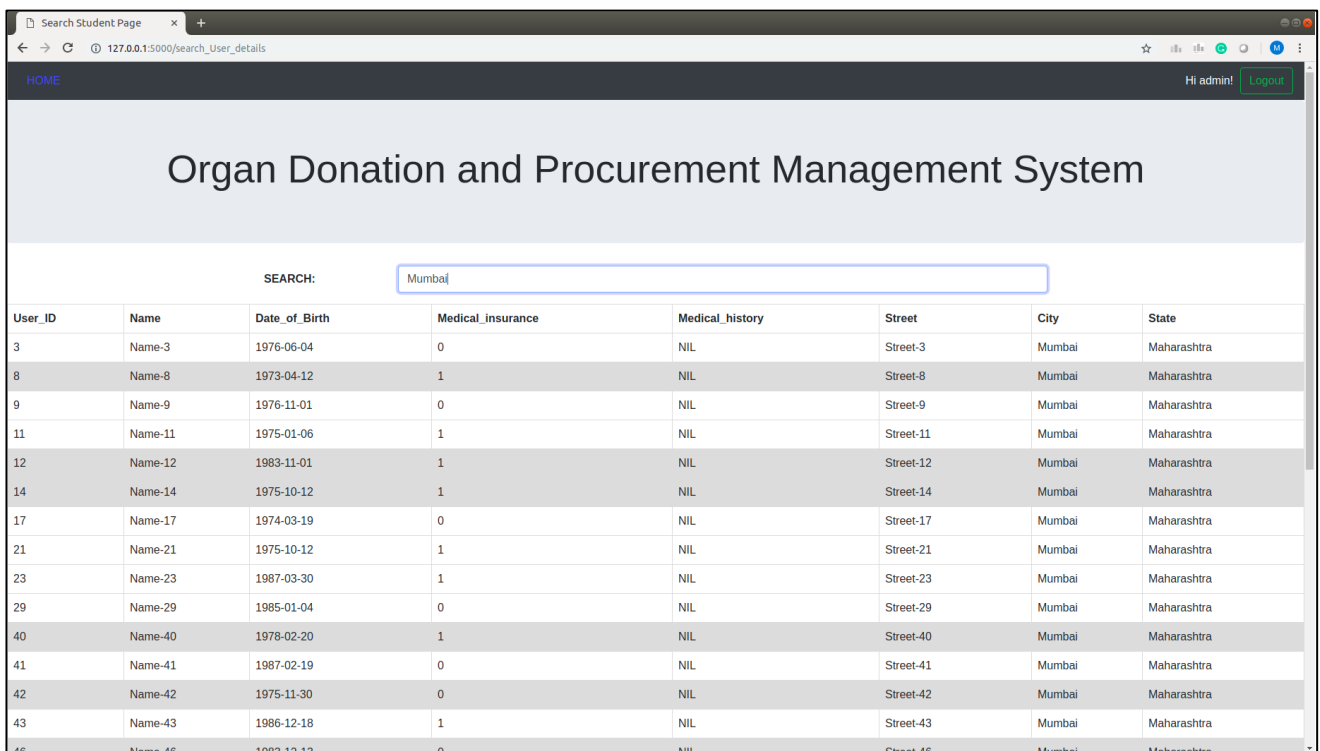 Search Student Page
127.0.0.1:5000/search_User_details
M
HOME Hi admin! Logout
Organ Donation and Procurement Management System
SEARCH: Mumbai
User_ID Name Date_of_Birth Medical_insurance Medical_history Street City State
3 Name-3 1976-06-04 0 NIL Street-3 Mumbai Maharashtra
8 Name-8 1973-04-12 1 NIL Street-8 Mumbai Maharashtra
9 Name-9 1976-11-01 0 NIL Street-9 Mumbai Maharashtra
11 Name-11 1975-01-06 1 NIL Street-11 Mumbai Maharashtra
12 Name-12 1983-11-01 1 NIL Street-12 Mumbai Maharashtra
14 Name-14 1975-10-12 1 NIL Street-14 Mumbai Maharashtra
17 Name-17 1974-03-19 0 NIL Street-17 Mumbai Maharashtra
21 Name-21 1975-10-12 1 NIL Street-21 Mumbai Maharashtra
23 Name-23 1987-03-30 1 NIL Street-23 Mumbai Maharashtra
29 Name-29 1985-01-04 0 NIL Street-29 Mumbai Maharashtra
40 Name-40 1978-02-20 1 NIL Street-40 Mumbai Maharashtra
41 Name-41 1987-02-19 0 NIL Street-41 Mumbai Maharashtra
42 Name-42 1975-11-30 0 NIL Street-42 Mumbai Maharashtra
43 Name-43 1986-12-18 1 NIL Street-43 Mumbai Maharashtra